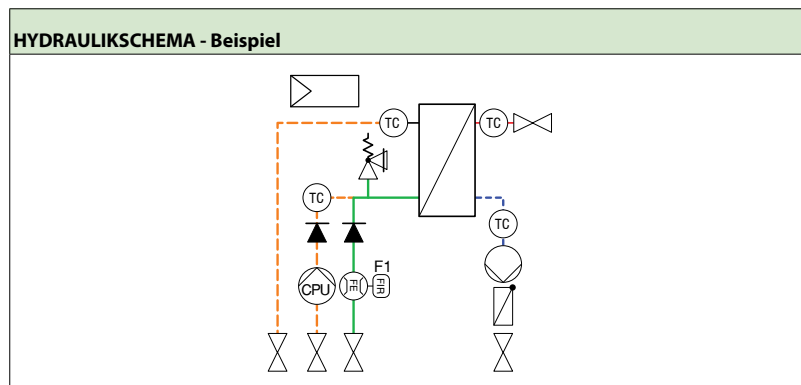 HYDRAULIKSCHEMA - Beispiel
TC
TC
TC
TC
F1
CPU
FE
FIR